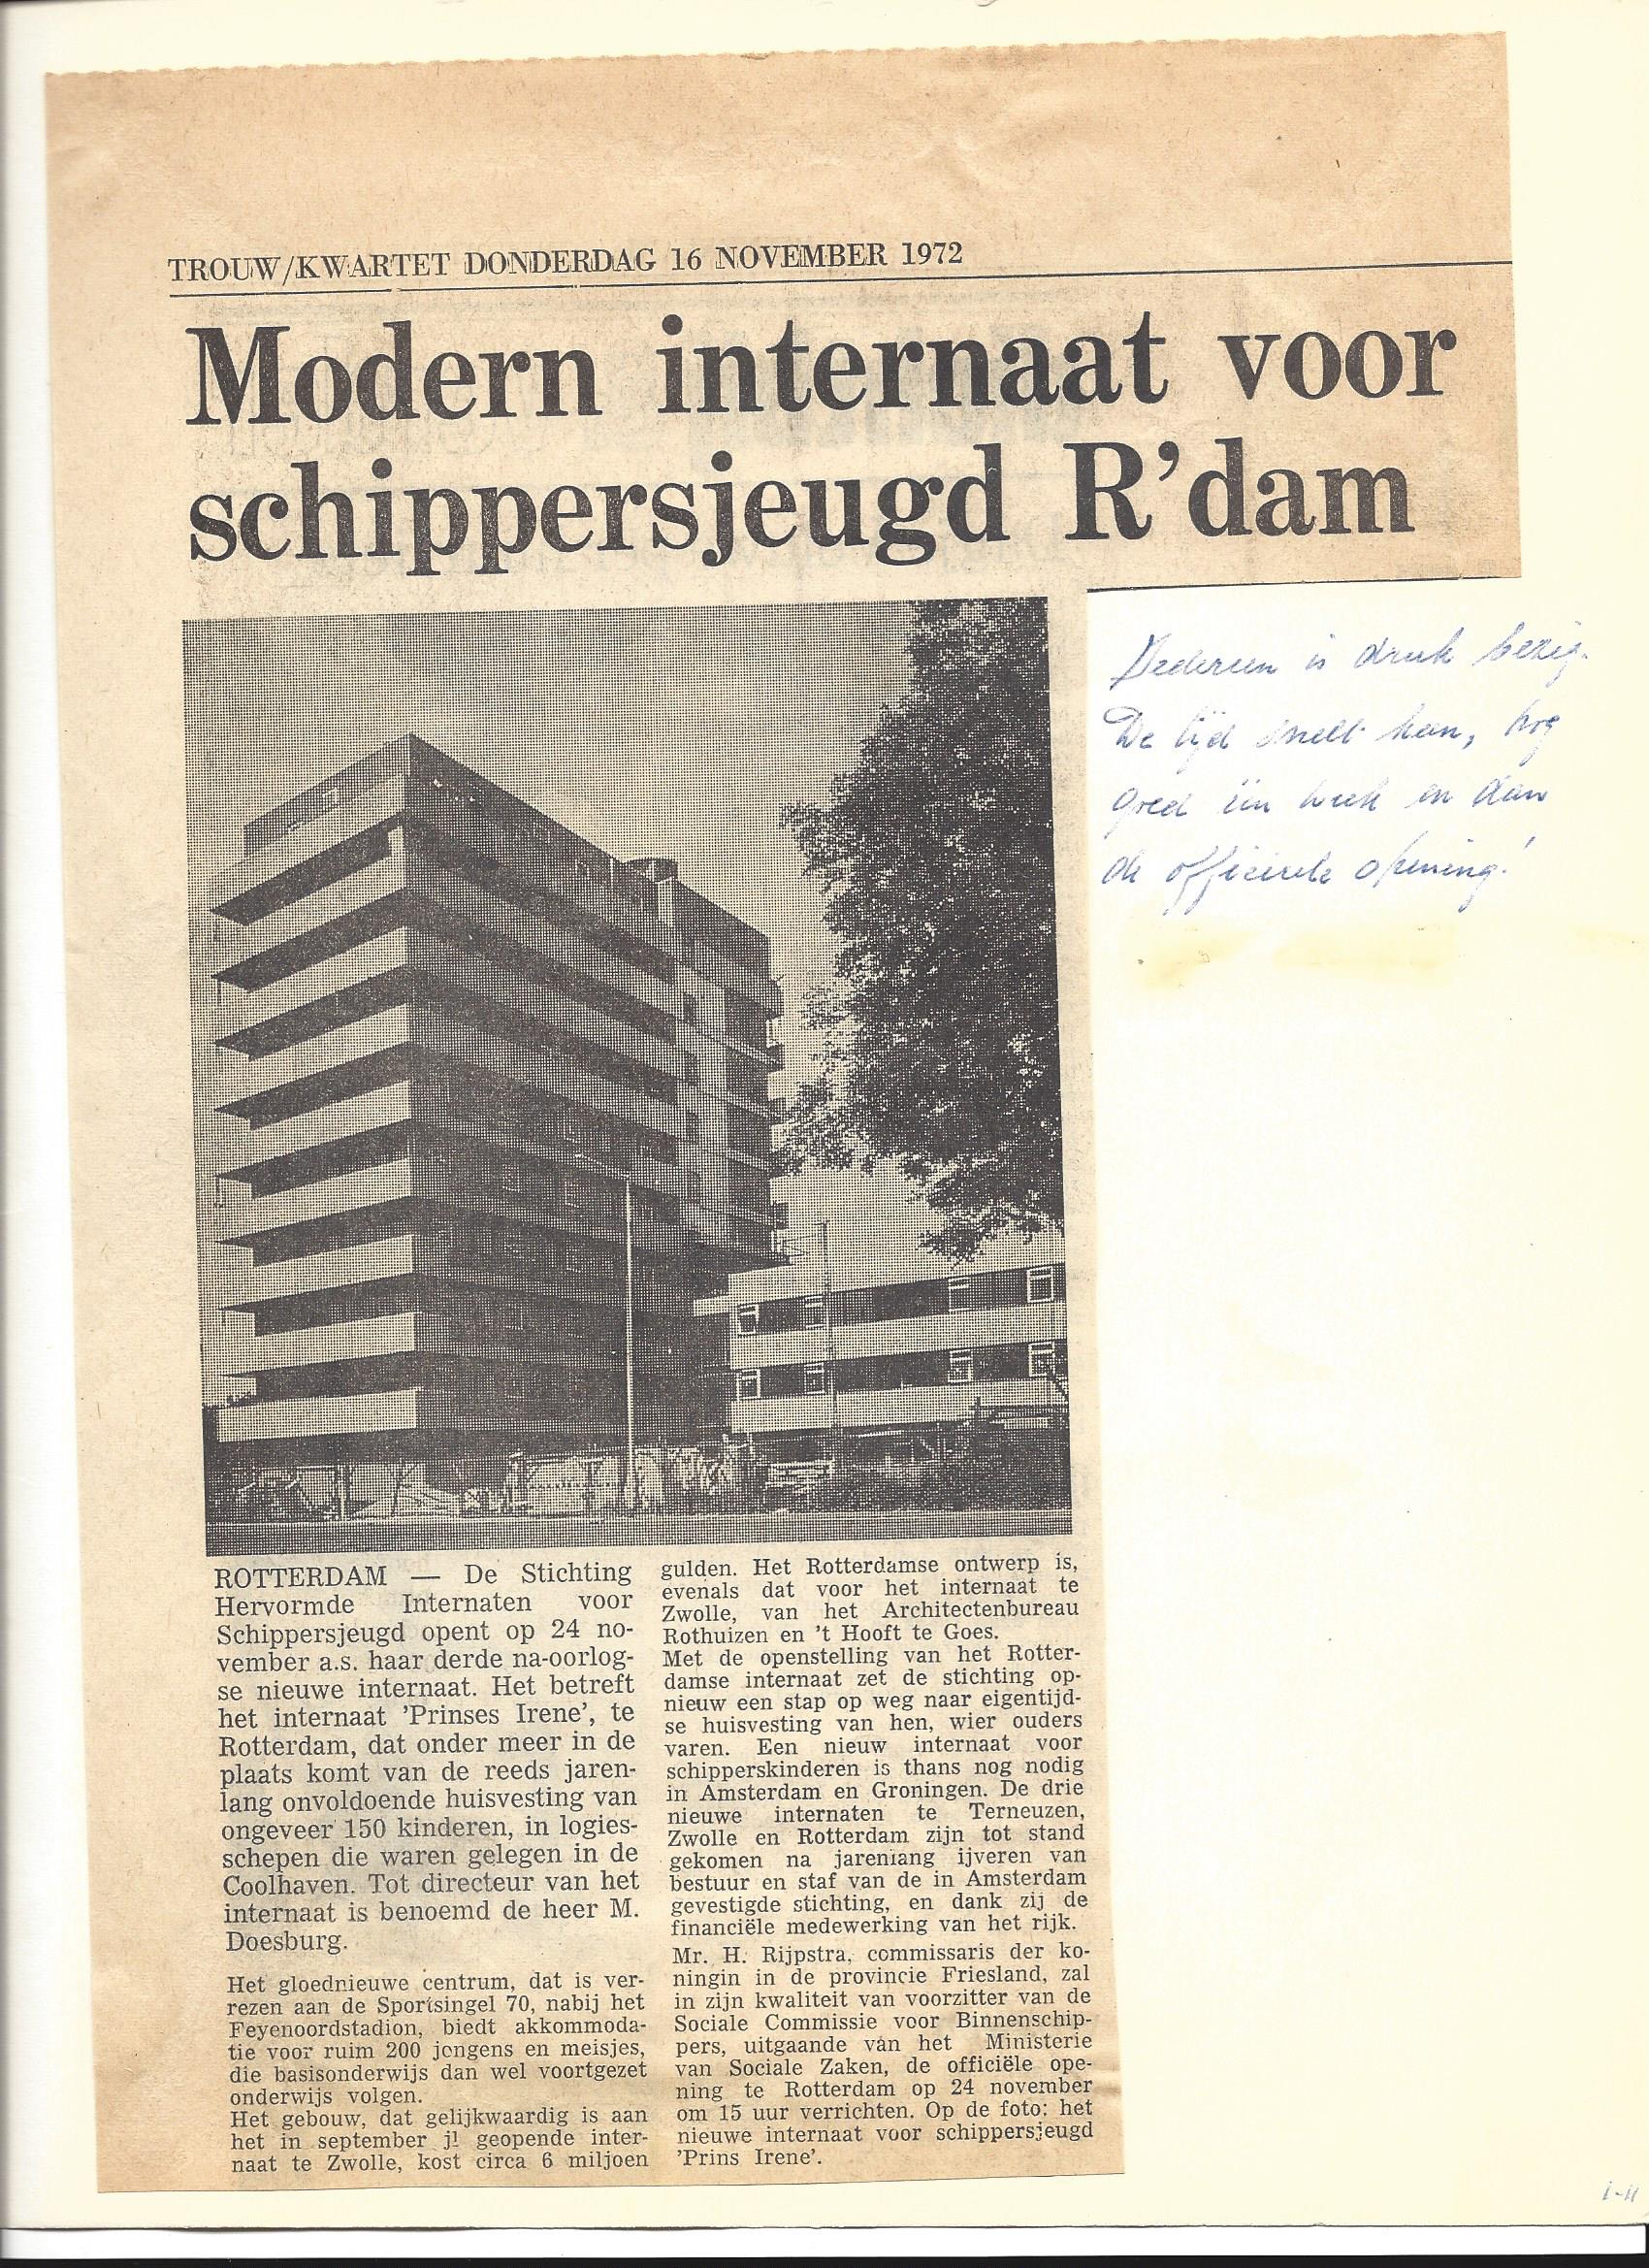 TROUW/KWARTET DONDERDAG 16 NOVEMBER 1972
Modern internaat voor
schippersjeugd R'dam
Iedereen is druk bezig.
De tijd snelt heen, nog
goed één week en dan
de officiële opening!
ROTTERDAM — De Stichting
Hervormde Internaten voor
Schippersjeugd opent op 24 no-
vember a.s. haar derde na-oorlog-
se nieuwe internaat. Het betreft
het internaat 'Prinses Irene', te
Rotterdam, dat onder meer in de
plaats komt van de reeds jaren-
lang onvoldoende huisvesting van
ongeveer 150 kinderen, in logies-
schepen die waren gelegen in de
Coolhaven. Tot directeur van het
internaat is benoemd de heer M.
Doesburg.
Het gloednieuwe centrum, dat is ver-
rezen aan de Sportsingel 70, nabij het
Feyenoordstadion, biedt akkommoda-
tie voor ruim 200 jongens en meisjes,
die basisonderwijs dan wel voortgezet
onderwijs volgen.
Het gebouw, dat gelijkwaardig is aan
het in september jl geopende inter-
naat te Zwolle, kost circa 6 miljoen
gulden. Het Rotterdamse ontwerp is,
evenals dat voor het internaat te
Zwolle, van het Architectenbureau
Rothuizen en 't Hooft te Goes.
Met de openstelling van het Rotter-
damse internaat zet de stichting op-
nieuw een stap op weg naar eigentijd-
se huisvesting van hen, wier ouders
varen. Een nieuw internaat voor
schipperskinderen is thans nog nodig
in Amsterdam en Groningen. De drie
nieuwe internaten te Terneuzen,
Zwolle en Rotterdam zijn tot stand
gekomen na jarenlang ijveren van
bestuur en staf van de in Amsterdam
gevestigde stichting, en dank zij de
financiële medewerking van het rijk.
Mr. H. Rijpstra, commissaris der ko-
ningin in de provincie Friesland, zal
in zijn kwaliteit van voorzitter van de
Sociale Commissie voor Binnenschip-
pers, uitgaande van het Ministerie
van Sociale Zaken, de officiële ope-
ning te Rotterdam op 24 november
om 15 uur verrichten. Op de foto: het
nieuwe internaat voor schippersjeugd
'Prins Irene'.
1-11